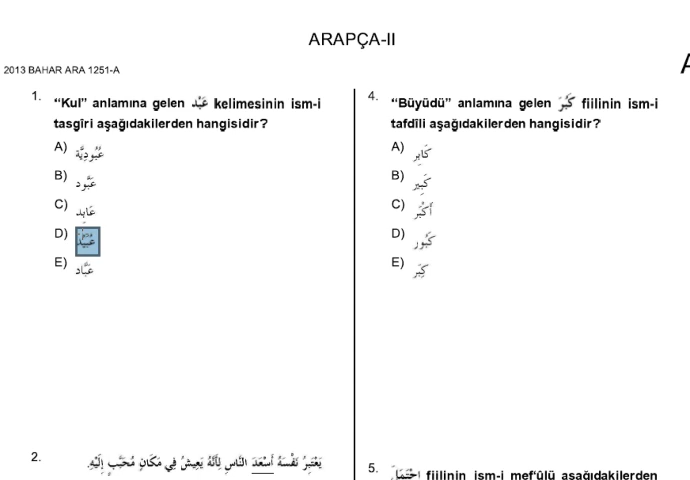 ARAPÇA-II
2013 BAHAR ARA 1251-A
A
1. "Kul" anlamına gelen عَبْد kelimesinin ism-i
tasgîri aşağıdakilerden hangisidir?
A) عُبُودِيَّة
B) عَبُّود
C) عَابِد
D) عُبَيْدٌ
E) عَبَّاد
2. يَعْتَبِرُ نَفْسَهُ أَسْعَدَ النَّاسِ لِأَنَّهُ يَعِيشُ فِي مَكَانٍ مُحَبَّبٍ إِلَيْهِ.
4. "Büyüdü" anlamına gelen كَبُرَ fiilinin ism-i
tafdîli aşağıdakilerden hangisidir?
A) كَابِر
B) كَبِير
C) أَكْبَر
D) كَبُور
E) كِبَر
5. اِحْتَمَلَ fiilinin ism-i mef'ûlü aşağıdakilerden